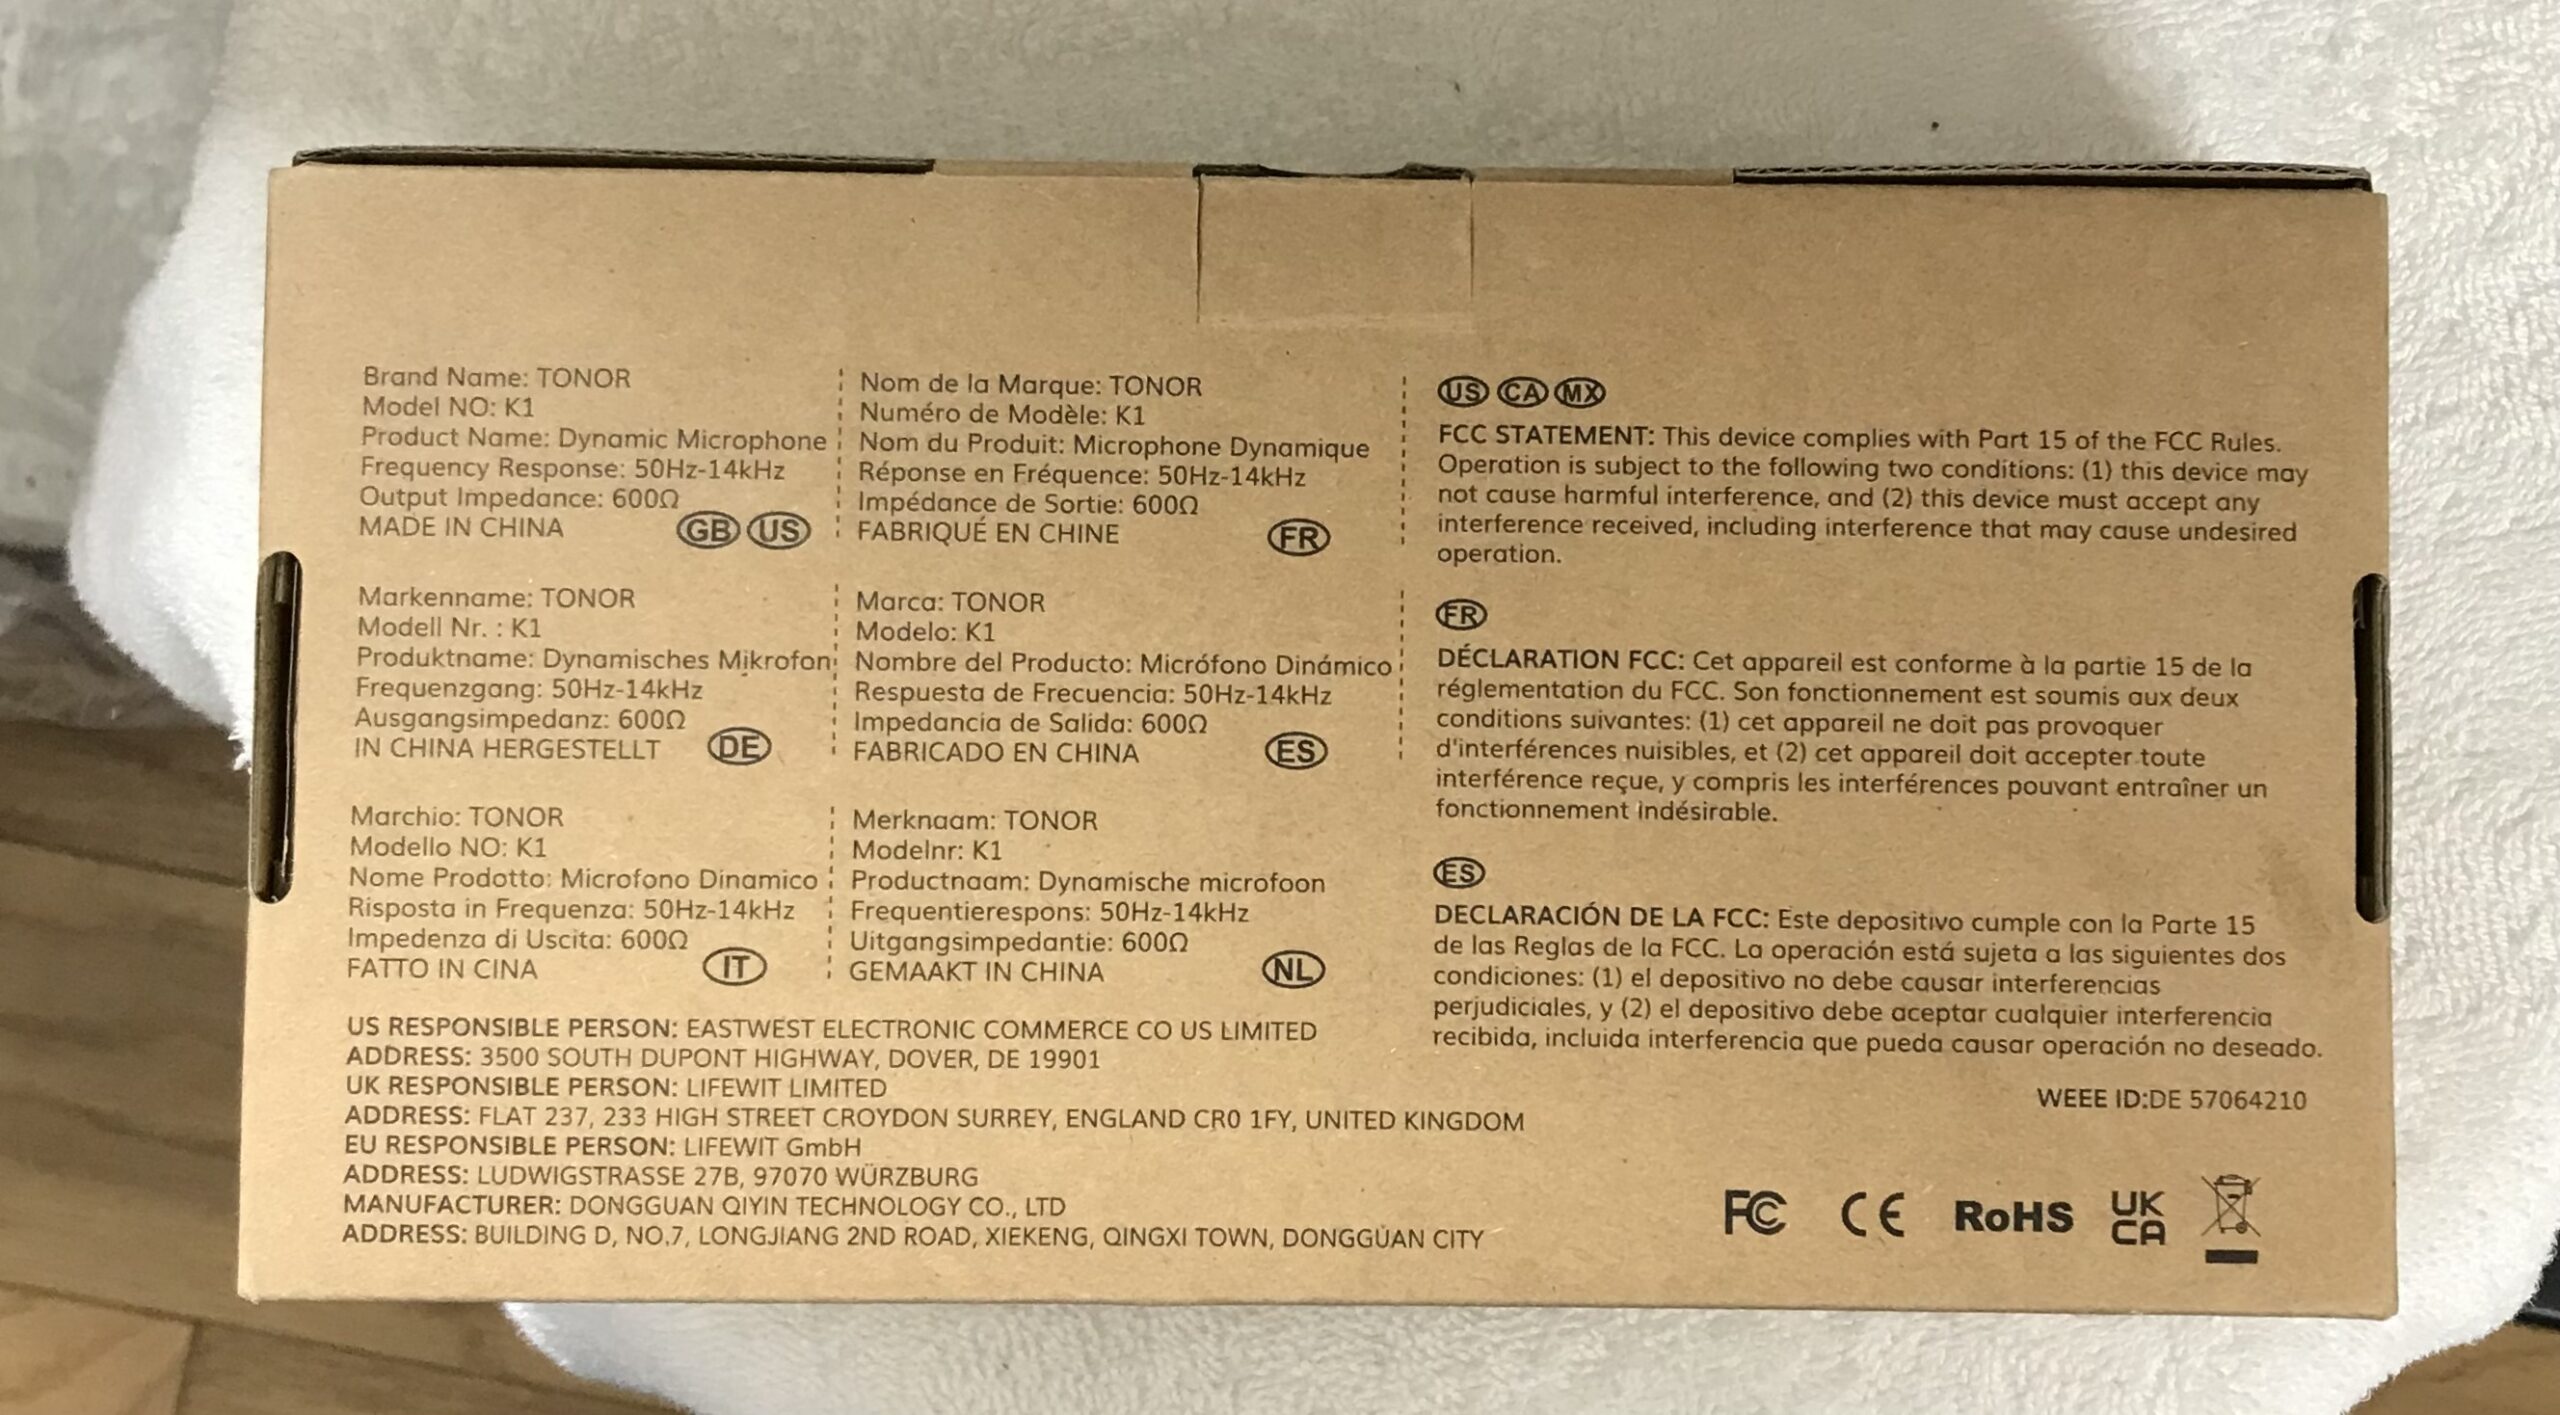 Brand Name: TONOR
Model NO: K1
Product Name: Dynamic Microphone
Frequency Response: 50Hz-14kHz
Output Impedance: 600Ω
MADE IN CHINA
GB US
Nom de la Marque: TONOR
Numéro de Modèle: K1
Nom du Produit: Microphone Dynamique
Réponse en Fréquence: 50Hz-14kHz
Impédance de Sortie: 600Ω
FABRIQUÉ EN CHINE
FR
Markenname: TONOR
Modell Nr. : K1
Produktname: Dynamisches Mikrofon
Frequenzgang: 50Hz-14kHz
Ausgangsimpedanz: 600Ω
IN CHINA HERGESTELLT
DE
Marca: TONOR
Modelo: K1
Nombre del Producto: Micrófono Dinámico
Respuesta de Frecuencia: 50Hz-14kHz
Impedancia de Salida: 600Ω
FABRICADO EN CHINA
ES
Marchio: TONOR
Modello NO: K1
Nome Prodotto: Microfono Dinamico
Risposta in Frequenza: 50Hz-14kHz
Impedenza di Uscita: 600Ω
FATTO IN CINA
IT
Merknaam: TONOR
Modelnr: K1
Productnaam: Dynamische microfoon
Frequentierespons: 50Hz-14kHz
Uitgangsimpedantie: 600Ω
GEMAAKT IN CHINA
NL
US RESPONSIBLE PERSON: EASTWEST ELECTRONIC COMMERCE CO US LIMITED
ADDRESS: 3500 SOUTH DUPONT HIGHWAY, DOVER, DE 19901
UK RESPONSIBLE PERSON: LIFEWIT LIMITED
ADDRESS: FLAT 237, 233 HIGH STREET CROYDON SURREY, ENGLAND CR0 1FY, UNITED KINGDOM
EU RESPONSIBLE PERSON: LIFEWIT GmbH
ADDRESS: LUDWIGSTRASSE 27B, 97070 WÜRZBURG
MANUFACTURER: DONGGUAN QIYIN TECHNOLOGY CO., LTD
ADDRESS: BUILDING D, NO.7, LONGJIANG 2ND ROAD, XIEKENG, QINGXI TOWN, DONGGUAN CITY
US CA MX
FCC STATEMENT: This device complies with Part 15 of the FCC Rules.
Operation is subject to the following two conditions: (1) this device may
not cause harmful interference, and (2) this device must accept any
interference received, including interference that may cause undesired
operation.
FR
DÉCLARATION FCC: Cet appareil est conforme à la partie 15 de la
réglementation du FCC. Son fonctionnement est soumis aux deux
conditions suivantes: (1) cet appareil ne doit pas provoquer
d'interférences nuisibles, et (2) cet appareil doit accepter toute
interférence reçue, y compris les interférences pouvant entraîner un
fonctionnement indésirable.
ES
DECLARACIÓN DE LA FCC: Este depositivo cumple con la Parte 15
de las Reglas de la FCC. La operación está sujeta a las siguientes dos
condiciones: (1) el depositivo no debe causar interferencias
perjudiciales, y (2) el depositivo debe aceptar cualquier interferencia
recibida, incluida interferencia que pueda causar operación no deseado.
WEEE ID:DE 57064210
FC CE RoHS UK
CA